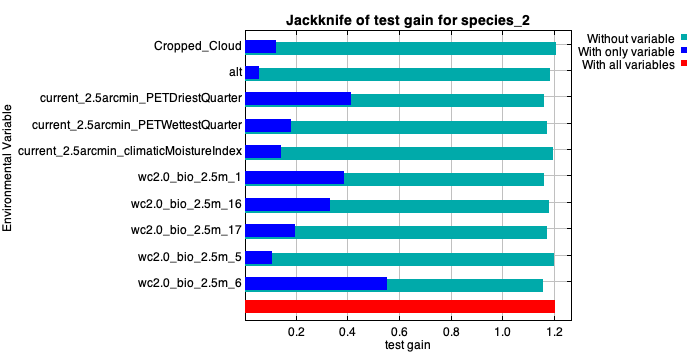 Jackknife of test gain for species_2
Without variable
With only variable
With all variables
Environmental Variable
Cropped_Cloud
alt
current_2.5arcmin_PETDriestQuarter
current_2.5arcmin_PETWettestQuarter
current_2.5arcmin_climaticMoistureIndex
wc2.0_bio_2.5m_1
wc2.0_bio_2.5m_16
wc2.0_bio_2.5m_17
wc2.0_bio_2.5m_5
wc2.0_bio_2.5m_6
0.2 0.4 0.6 0.8 1.0 1.2
test gain